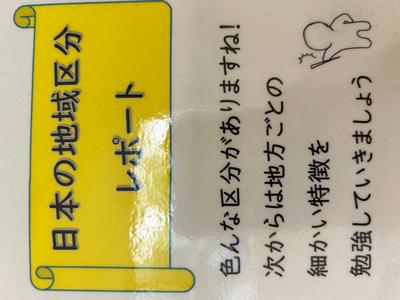 日本の地域区分
レポート
色んな区分がありますね!
次からは地方ごとの
細かい特徴を
勉強していきましょう